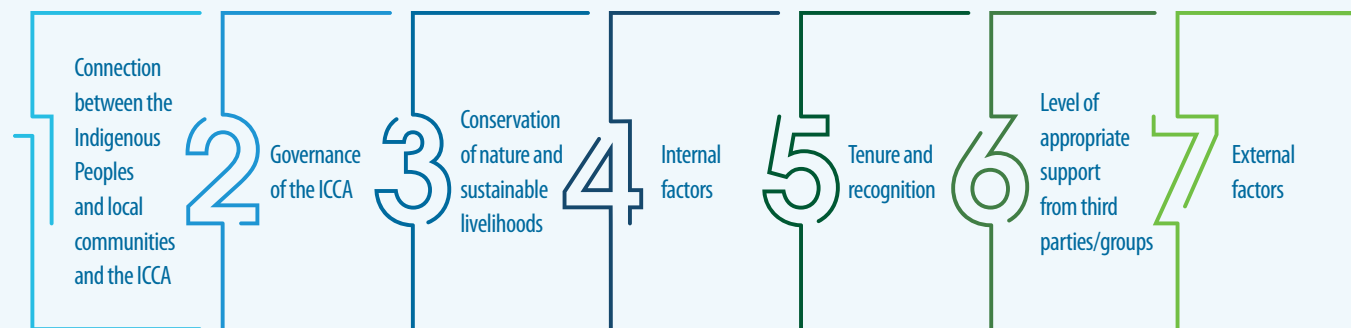 1
Connection
between the
Indigenous
Peoples
and local
communities
and the ICCA
2
Governance
of the ICCA
3
Conservation
of nature and
sustainable
livelihoods
4
Internal
factors
5
Tenure and
recognition
6
Level of
appropriate
support
from third
parties/groups
7
External
factors